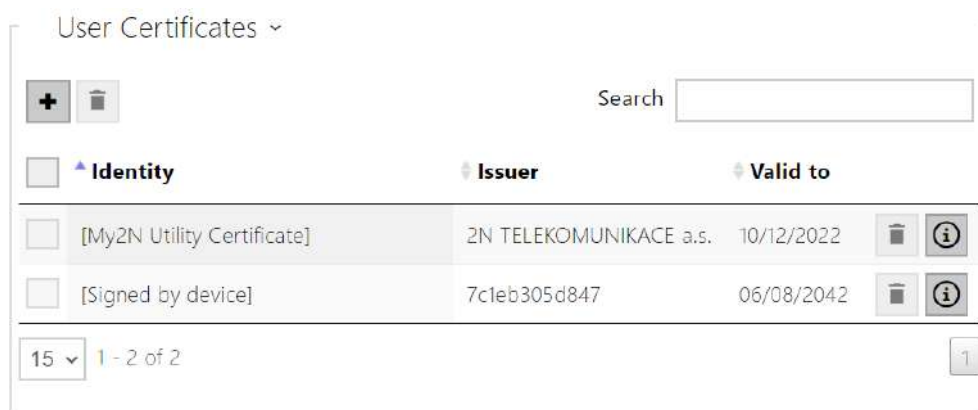 User Certificates
Search
Identity Issuer Valid to
[My2N Utility Certificate] 2N TELEKOMUNIKACE a.s. 10/12/2022
[Signed by device] 7c1eb305d847 06/08/2042
15 1 - 2 of 2 1